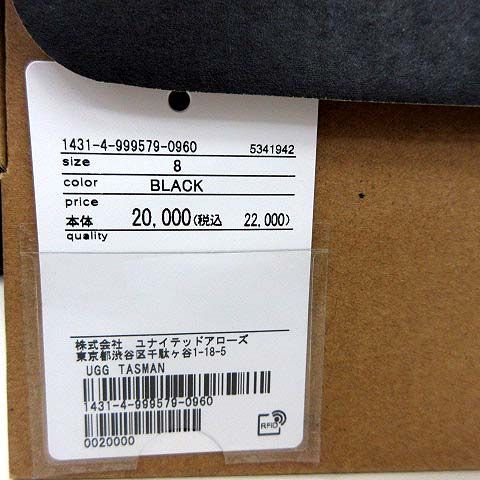 1431-4-999579-0960 5341942
size 8
color BLACK
price
本体 20,000(税込 22,000)
quality
株式会社 ユナイテッドアローズ
東京都渋谷区千駄ヶ谷1-18-5
UGG TASMAN
1431-4-999579-0960
0020000
RFID